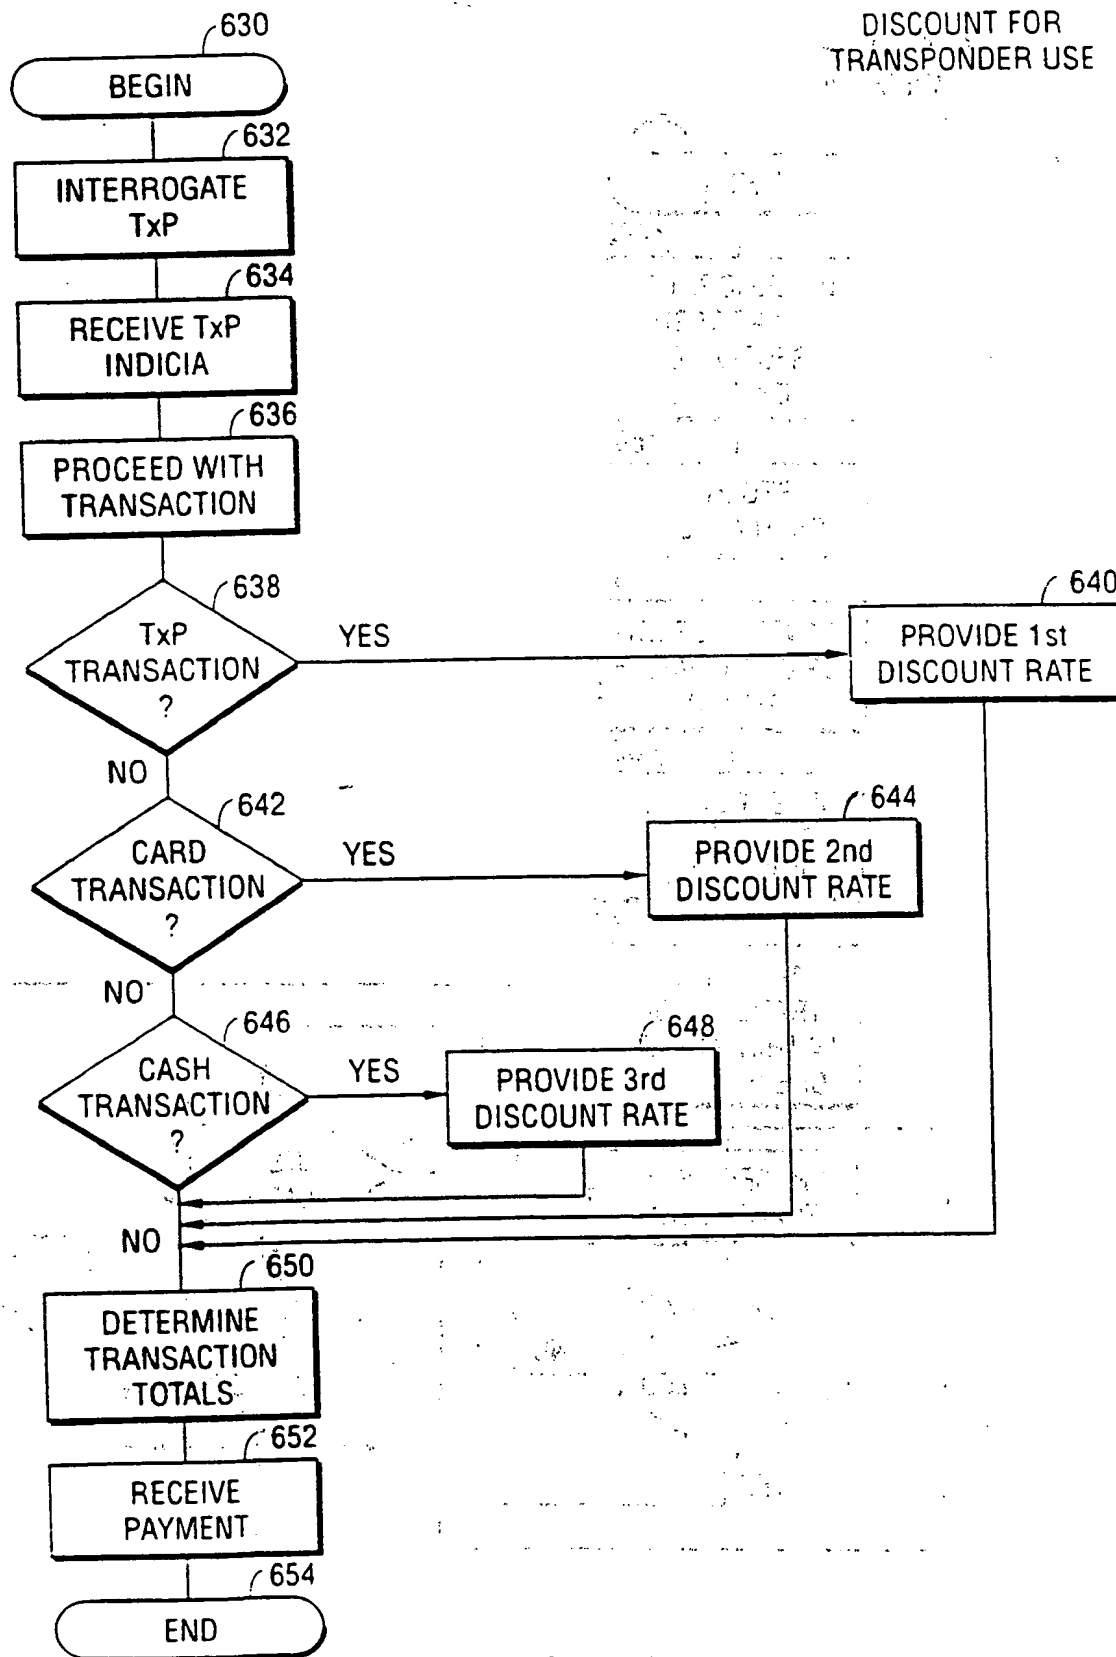 DISCOUNT FOR
TRANSPONDER USE
630
BEGIN
632
INTERROGATE
TxP
634
RECEIVE TxP
INDICIA
636
PROCEED WITH
TRANSACTION
638
TxP
TRANSACTION
?
YES
640
PROVIDE 1st
DISCOUNT RATE
NO
642
CARD
TRANSACTION
?
YES
644
PROVIDE 2nd
DISCOUNT RATE
NO
646
CASH
TRANSACTION
?
YES
648
PROVIDE 3rd
DISCOUNT RATE
NO
650
DETERMINE
TRANSACTION
TOTALS
652
RECEIVE
PAYMENT
654
END